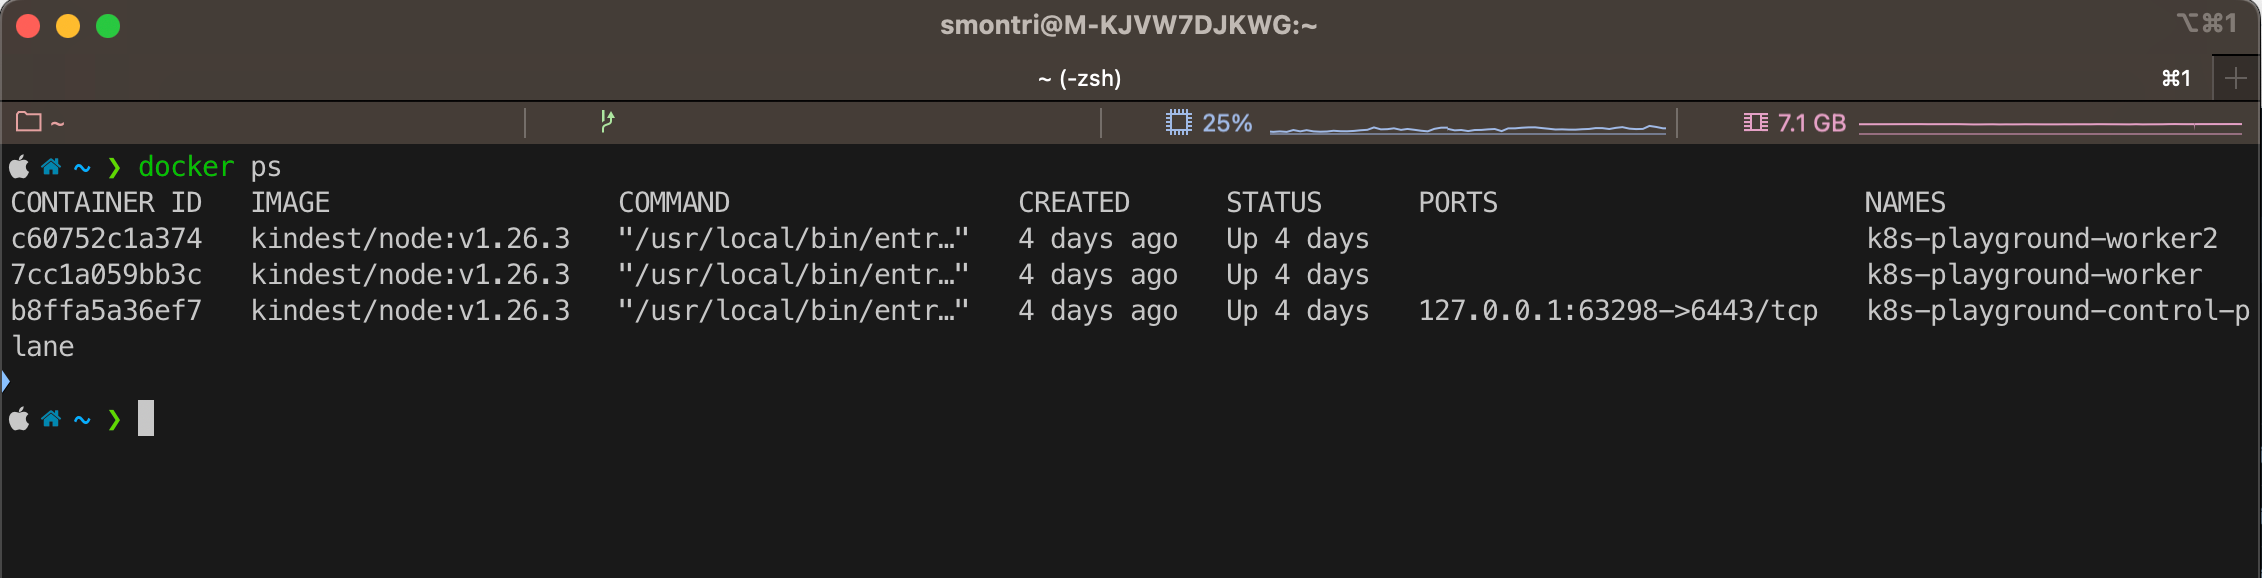 smontri@M-KJVW7DJKWG:~
⌥⌘1
~ (-zsh)
⌘1
~ 25% 7.1 GB
~ ❯ docker ps
CONTAINER ID   IMAGE                  COMMAND                  CREATED      STATUS      PORTS                       NAMES
c60752c1a374   kindest/node:v1.26.3   "/usr/local/bin/entr…"   4 days ago   Up 4 days                               k8s-playground-worker2
7cc1a059bb3c   kindest/node:v1.26.3   "/usr/local/bin/entr…"   4 days ago   Up 4 days                               k8s-playground-worker
b8ffa5a36ef7   kindest/node:v1.26.3   "/usr/local/bin/entr…"   4 days ago   Up 4 days   127.0.0.1:63298->6443/tcp   k8s-playground-control-p
lane
~ ❯